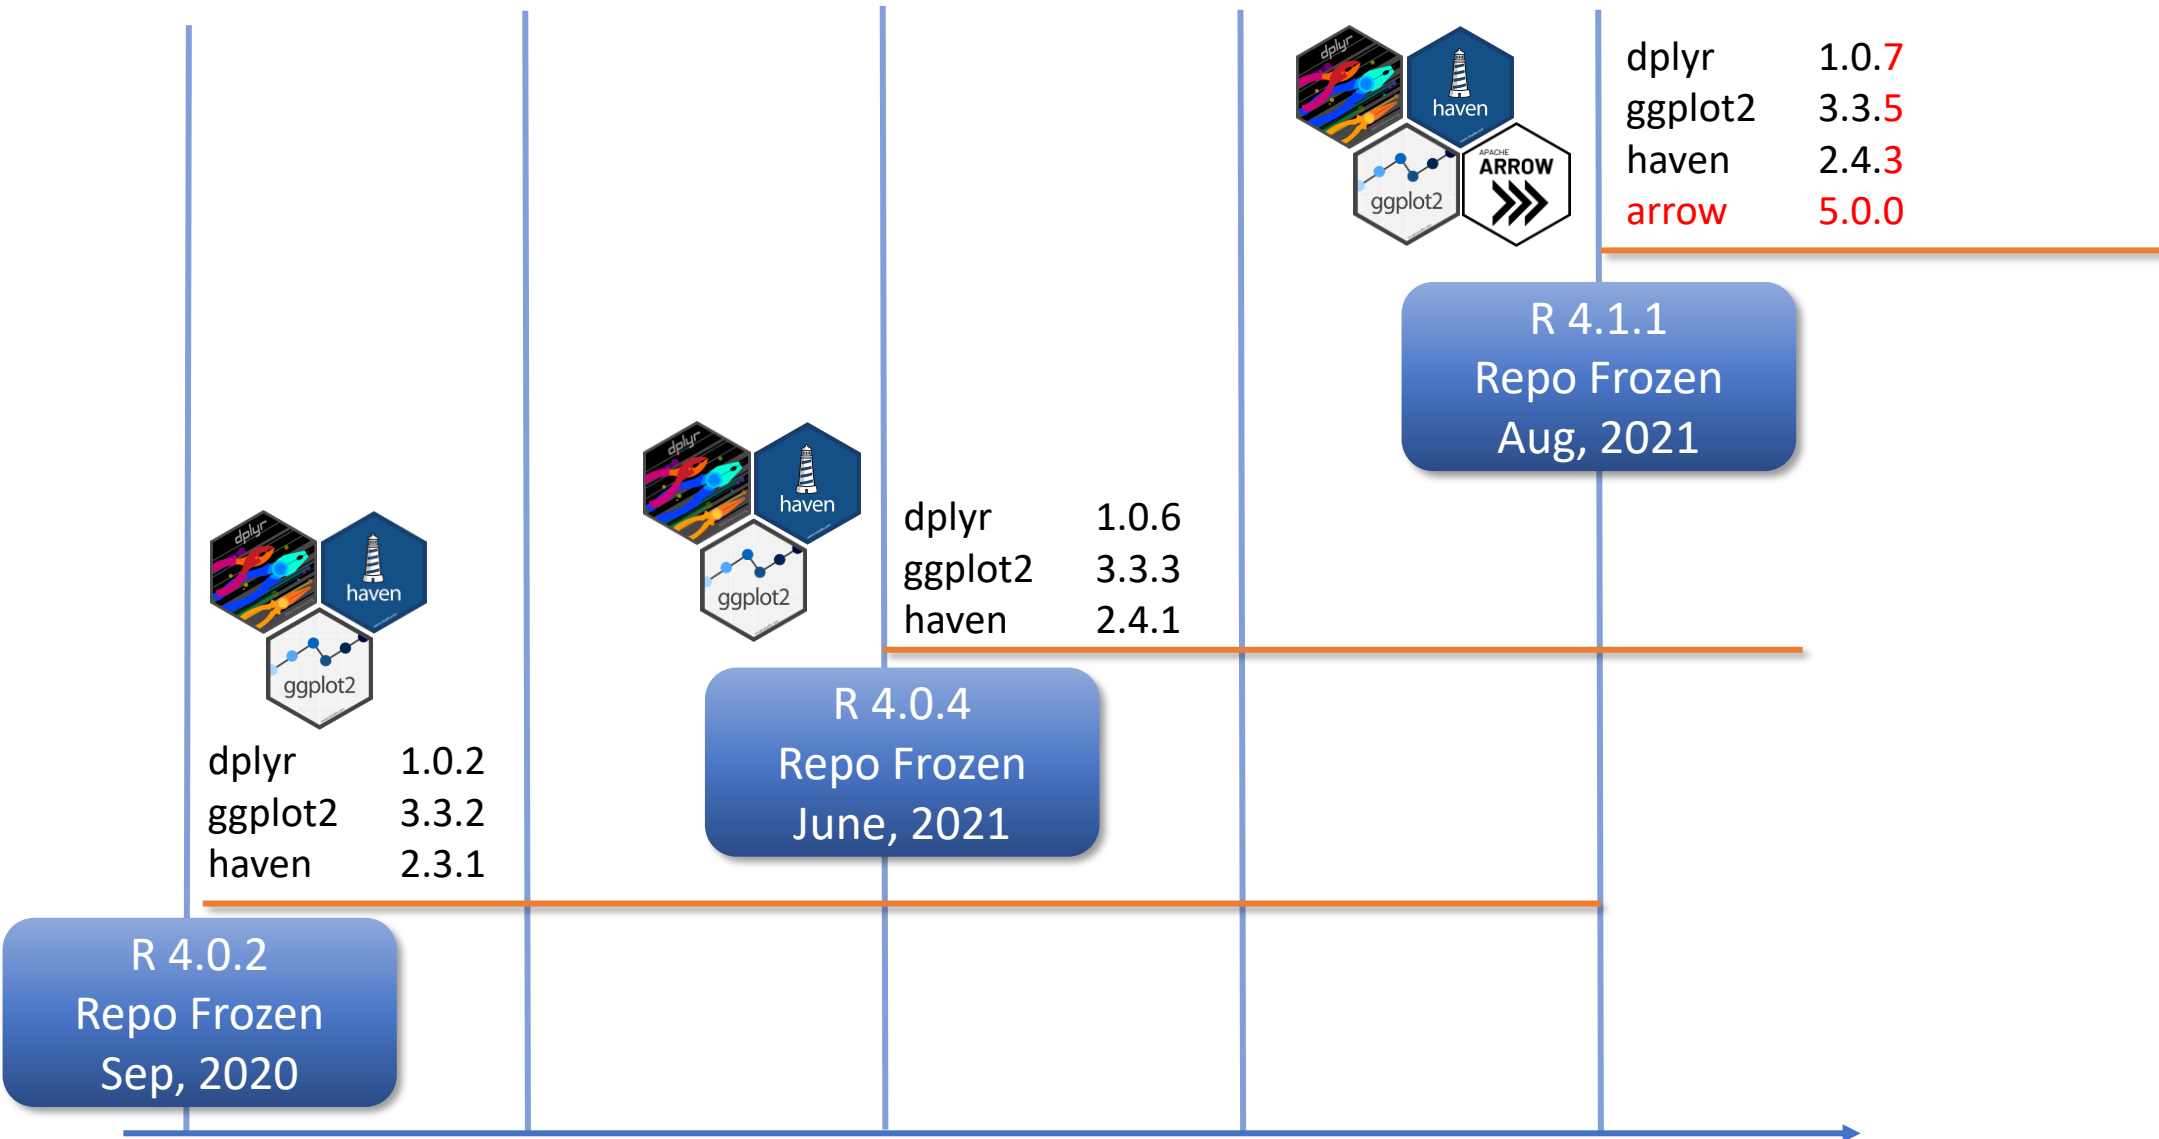 dplyr
haven
ggplot2
APACHE
ARROW
dplyr 1.0.7
ggplot2 3.3.5
haven 2.4.3
arrow 5.0.0
R 4.1.1
Repo Frozen
Aug, 2021
dplyr
haven
ggplot2
dplyr 1.0.6
ggplot2 3.3.3
haven 2.4.1
R 4.0.4
Repo Frozen
June, 2021
dplyr
haven
ggplot2
dplyr 1.0.2
ggplot2 3.3.2
haven 2.3.1
R 4.0.2
Repo Frozen
Sep, 2020